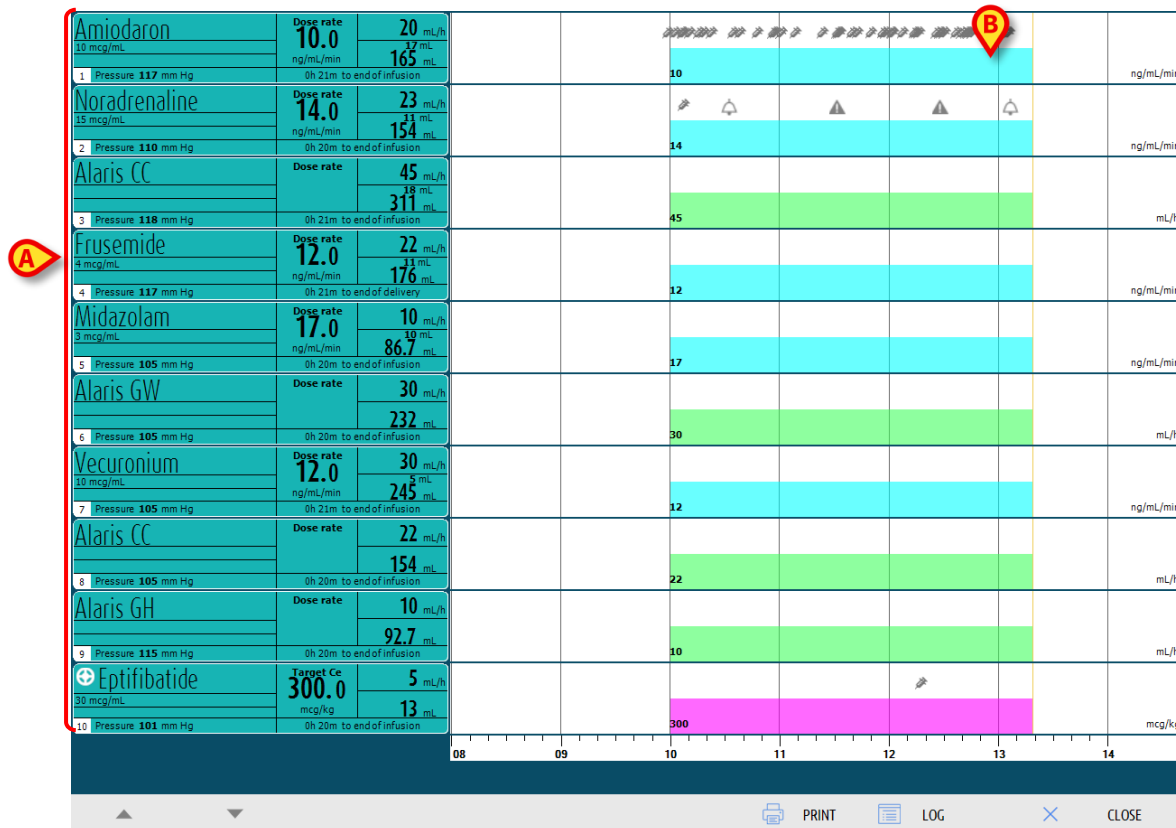 Amiodaron
10 mcg/mL
1 Pressure 117 mm Hg
Dose rate
10.0
ng/mL/min
20 mL/h
17 mL
165 mL
0h 21m to end of infusion
10
ng/mL/min
B
Noradrenaline
15 mcg/mL
2 Pressure 110 mm Hg
Dose rate
14.0
ng/mL/min
23 mL/h
11 mL
154 mL
0h 20m to end of infusion
14
ng/mL/min
Alaris CC
3 Pressure 118 mm Hg
Dose rate
45 mL/h
18 mL
311 mL
0h 21m to end of infusion
45
mL/h
A
Frusemide
4 mcg/mL
4 Pressure 117 mm Hg
Dose rate
12.0
ng/mL/min
22 mL/h
11 mL
176 mL
0h 21m to end of delivery
12
ng/mL/min
Midazolam
3 mcg/mL
5 Pressure 105 mm Hg
Dose rate
17.0
ng/mL/min
10 mL/h
10 mL
86.7 mL
0h 20m to end of infusion
17
ng/mL/min
Alaris GW
6 Pressure 105 mm Hg
Dose rate
30 mL/h
232 mL
0h 20m to end of infusion
30
mL/h
Vecuronium
10 mcg/mL
7 Pressure 105 mm Hg
Dose rate
12.0
ng/mL/min
30 mL/h
5 mL
245 mL
0h 21m to end of infusion
12
ng/mL/min
Alaris CC
8 Pressure 105 mm Hg
Dose rate
22 mL/h
154 mL
0h 20m to end of infusion
22
mL/h
Alaris GH
9 Pressure 115 mm Hg
Dose rate
10 mL/h
92.7 mL
0h 20m to end of infusion
10
mL/h
Eptifibatide
30 mcg/mL
10 Pressure 101 mm Hg
Target Ce
300.0
mcg/kg
5 mL/h
13 mL
0h 20m to end of infusion
300
mcg/kg
08 09 10 11 12 13 14
PRINT LOG CLOSE